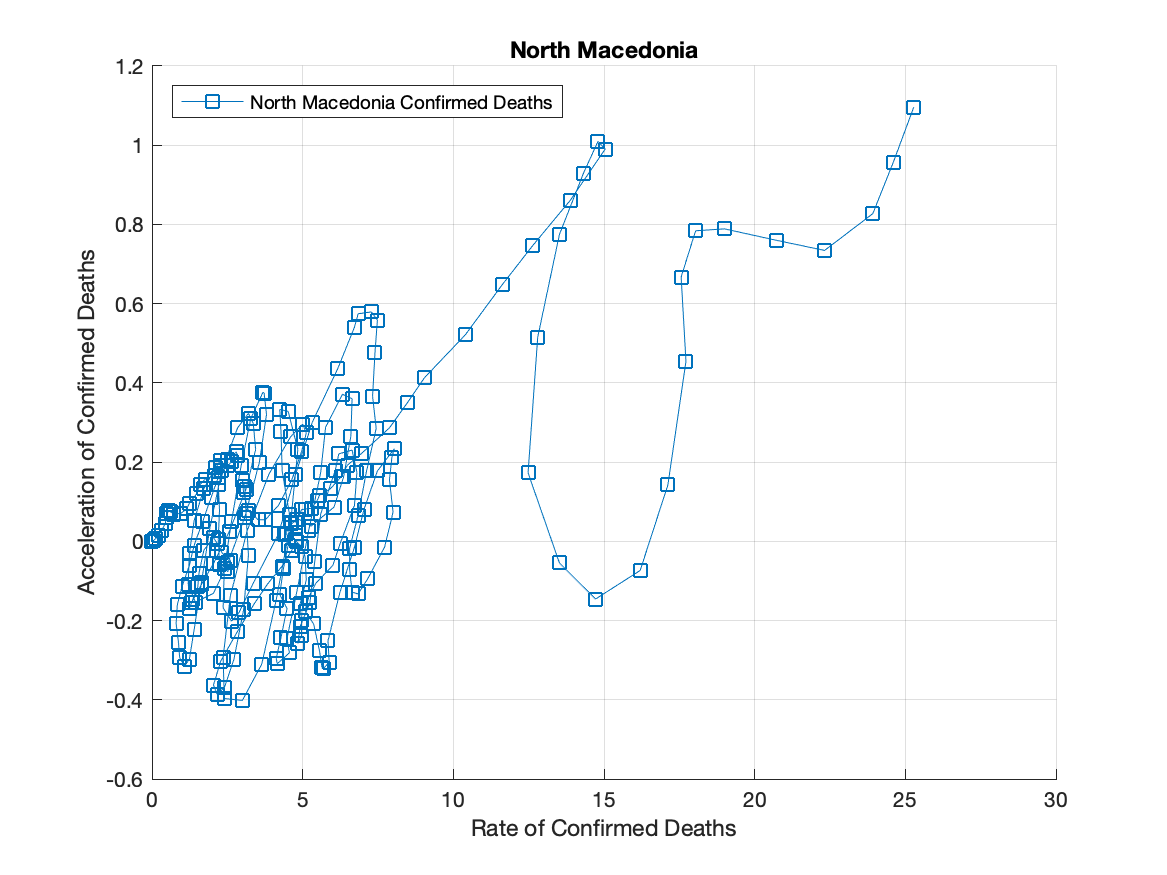 North Macedonia
North Macedonia Confirmed Deaths
1.2
1
0.8
0.6
0.4
0.2
0
-0.2
-0.4
-0.6
Acceleration of Confirmed Deaths
0 5 10 15 20 25 30
Rate of Confirmed Deaths